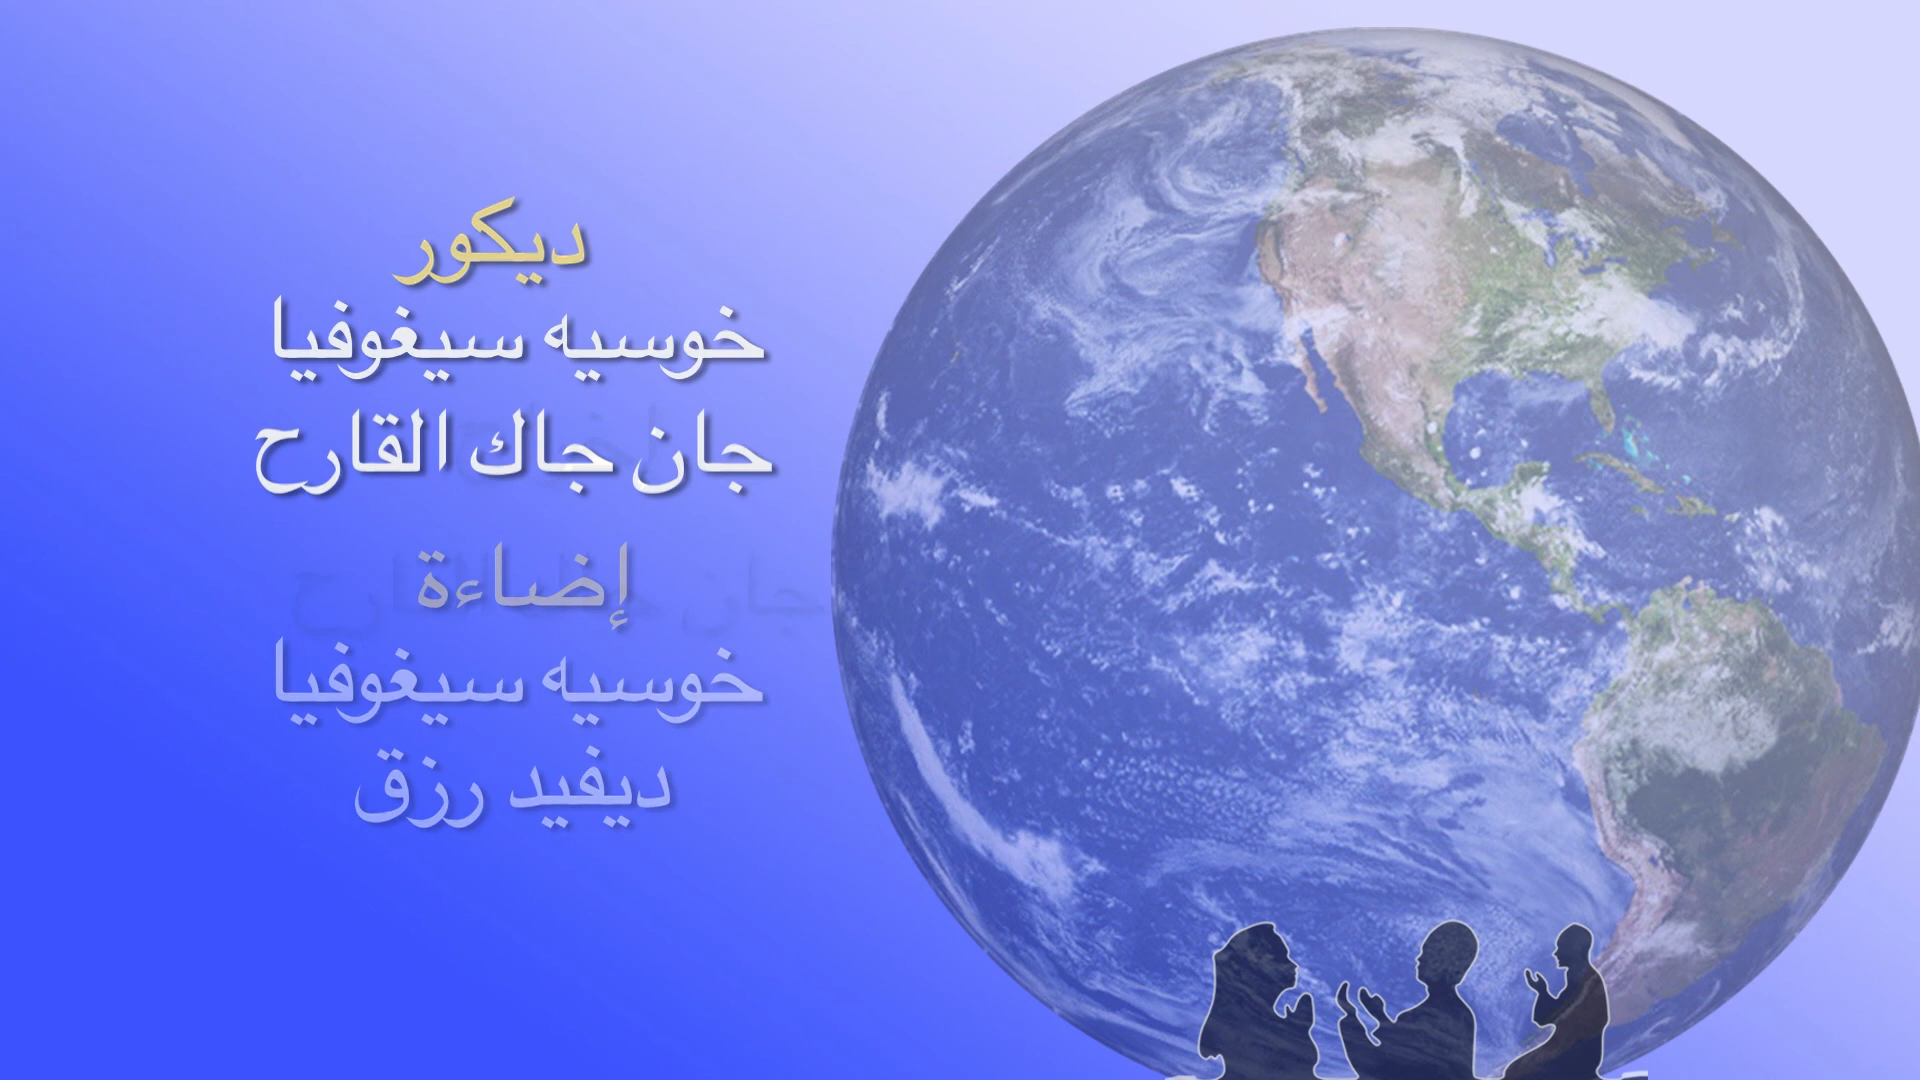 ديكور
خوسيه سيغوفيا
جان جاك القارح
إضاءة
خوسيه سيغوفيا
ديفيد رزق